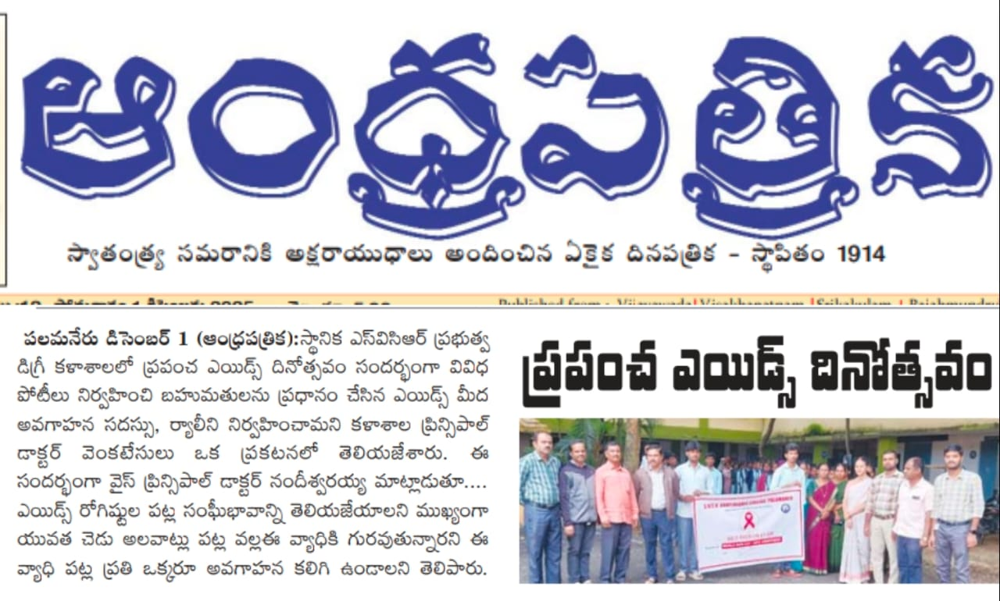 ఆంధ్రపత్రిక
స్వాతంత్ర్య సమరానికి అక్షరాయుధాలు అందించిన ఏకైక దినపత్రిక - స్థాపితం 1914
Published from : Vijayawada|Visakhapatnam |Srikakulam | Rajahmundry
ప్రపంచ ఎయిడ్స్ దినోత్సవం
పలమనేరు డిసెంబర్ 1 (ఆంధ్రపత్రిక):స్థానిక ఎస్‌విసిఆర్ ప్రభుత్వ
డిగ్రీ కళాశాలలో ప్రపంచ ఎయిడ్స్ దినోత్సవం సందర్భంగా వివిధ
పోటీలు నిర్వహించి బహుమతులను ప్రధానం చేసిన ఎయిడ్స్ మీద
అవగాహన సదస్సు, ర్యాలీని నిర్వహించామని కళాశాల ప్రిన్సిపాల్
డాక్టర్ వెంకటేసులు ఒక ప్రకటనలో తెలియజేశారు. ఈ
సందర్భంగా వైస్ ప్రిన్సిపాల్ డాక్టర్ నందీశ్వరయ్య మాట్లాడుతూ....
ఎయిడ్స్ రోగిష్టుల పట్ల సంఘీభావాన్ని తెలియజేయాలని ముఖ్యంగా
యువత చెడు అలవాట్లు పట్ల వల్లఈ వ్యాధికి గురవుతున్నారని ఈ
వ్యాధి పట్ల ప్రతి ఒక్కరూ అవగాహన కలిగి ఉండాలని తెలిపారు.